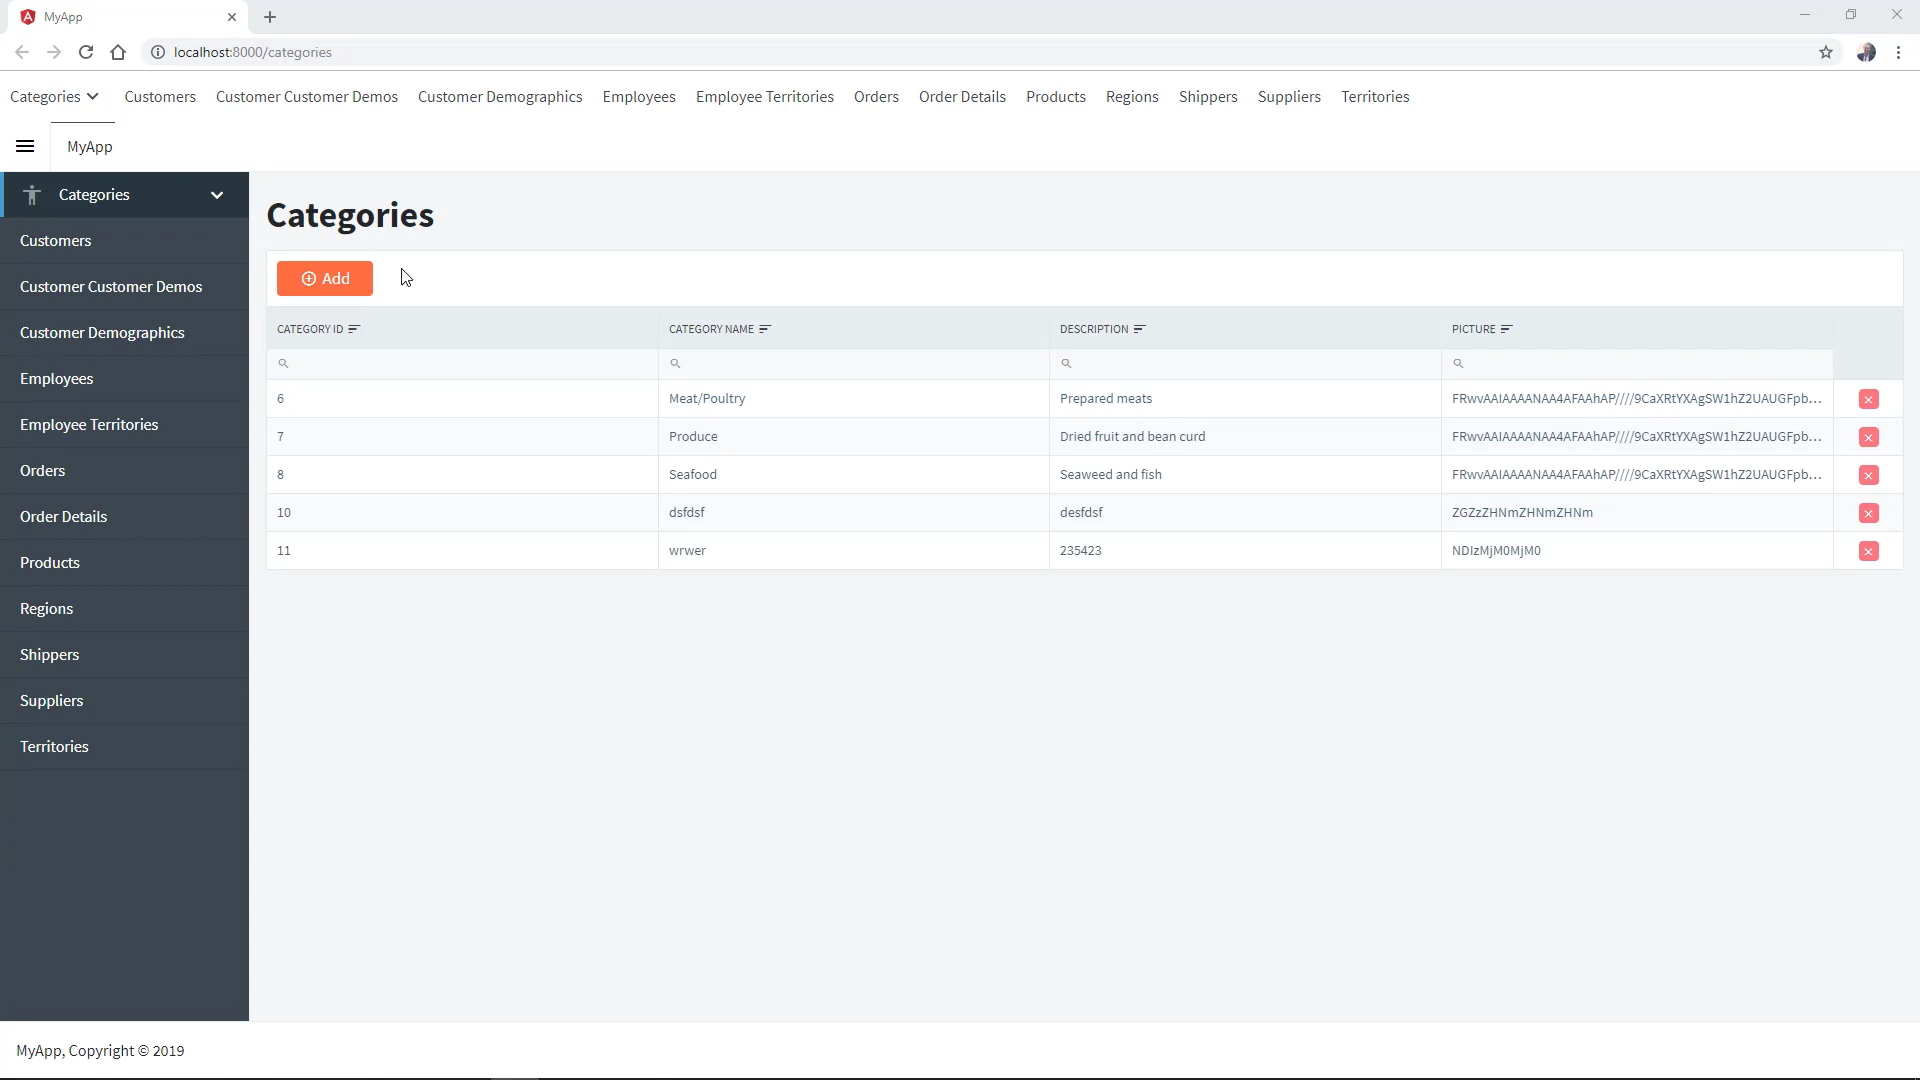 MyApp
localhost:8000/categories
Categories Customers Customer Customer Demos Customer Demographics Employees Employee Territories Orders Order Details Products Regions Shippers Suppliers Territories
MyApp
Categories
Customers
Customer Customer Demos
Customer Demographics
Employees
Employee Territories
Orders
Order Details
Products
Regions
Shippers
Suppliers
Territories
Categories
Add
CATEGORY ID CATEGORY NAME DESCRIPTION PICTURE
6 Meat/Poultry Prepared meats FRwvAAIAAAANAA4AFAAhAP////9CaXRtYXAgSW1hZ2UAUGFpb...
7 Produce Dried fruit and bean curd FRwvAAIAAAANAA4AFAAhAP////9CaXRtYXAgSW1hZ2UAUGFpb...
8 Seafood Seaweed and fish FRwvAAIAAAANAA4AFAAhAP////9CaXRtYXAgSW1hZ2UAUGFpb...
10 dsfdsf desfdsf ZGZzZHNmZHNmZHNm
11 wrwer 235423 NDIzMjM0MjM0
MyApp, Copyright © 2019